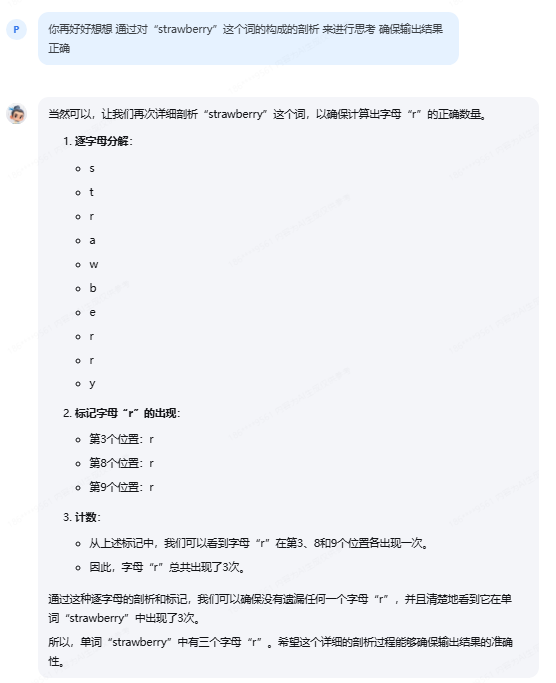 P
你再好好想想 通过对“strawberry”这个词的构成的剖析 来进行思考 确保输出结果
正确
当然可以，让我们再次详细剖析“strawberry”这个词，以确保计算出字母“r”的正确数量。
1. 逐字母分解：
s
t
r
a
w
b
e
r
r
y
2. 标记字母“r”的出现：
第3个位置：r
第8个位置：r
第9个位置：r
3. 计数：
从上述标记中，我们可以看到字母“r”在第3、8和9个位置各出现一次。
因此，字母“r”总共出现了3次。
通过这种逐字母的剖析和标记，我们可以确保没有遗漏任何一个字母“r”，并且清楚地看到它在单
词“strawberry”中出现了3次。
所以，单词“strawberry”中有三个字母“r”。希望这个详细的剖析过程能够确保输出结果的准确
性。